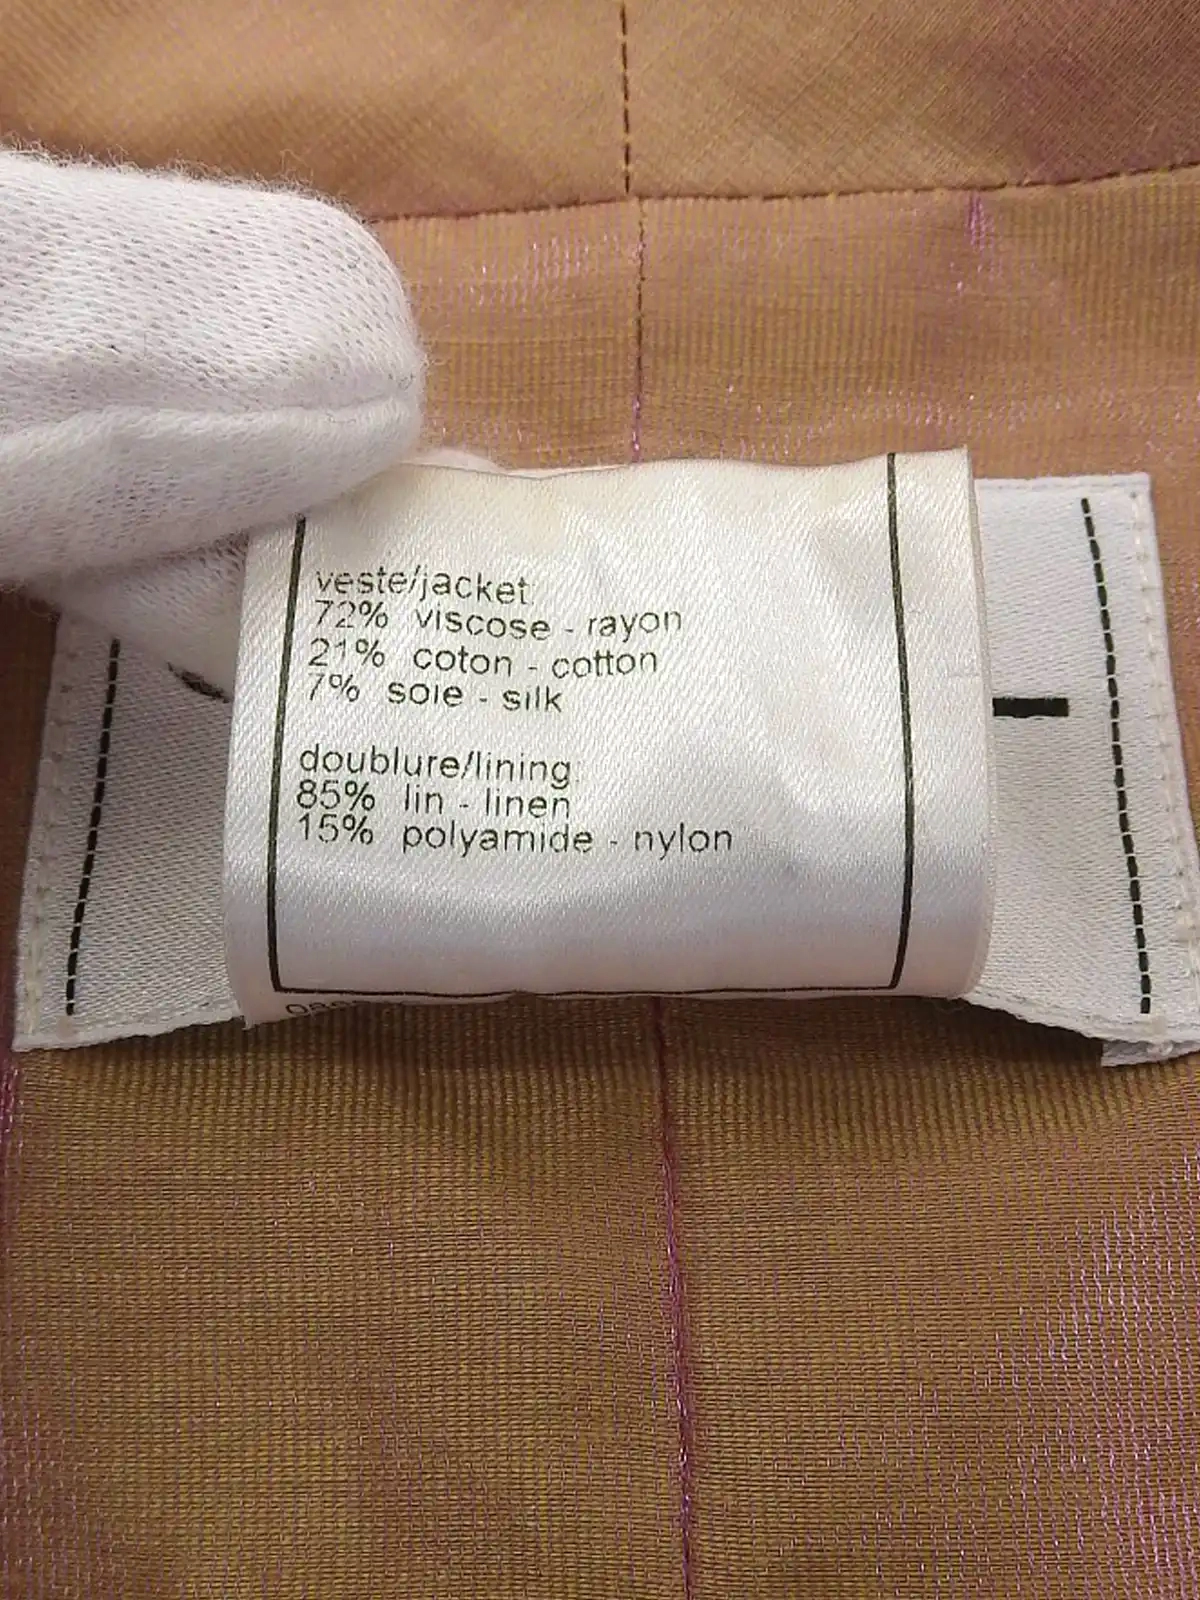 veste/jacket:
72% viscose - rayon
21% coton - cotton
7% soie - silk
doublure/lining:
85% lin - linen
15% polyamide - nylon